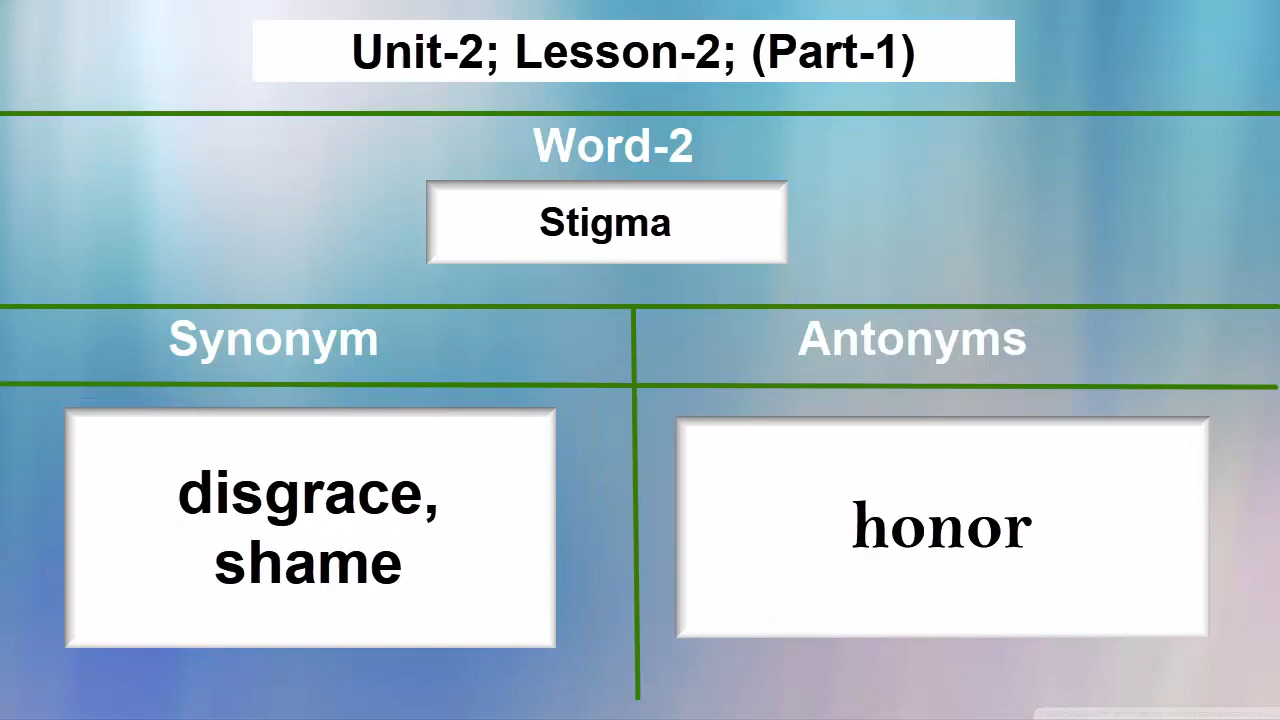 Unit-2; Lesson-2; (Part-1)
Word-2
Stigma
Synonym
Antonyms
disgrace,
shame
honor